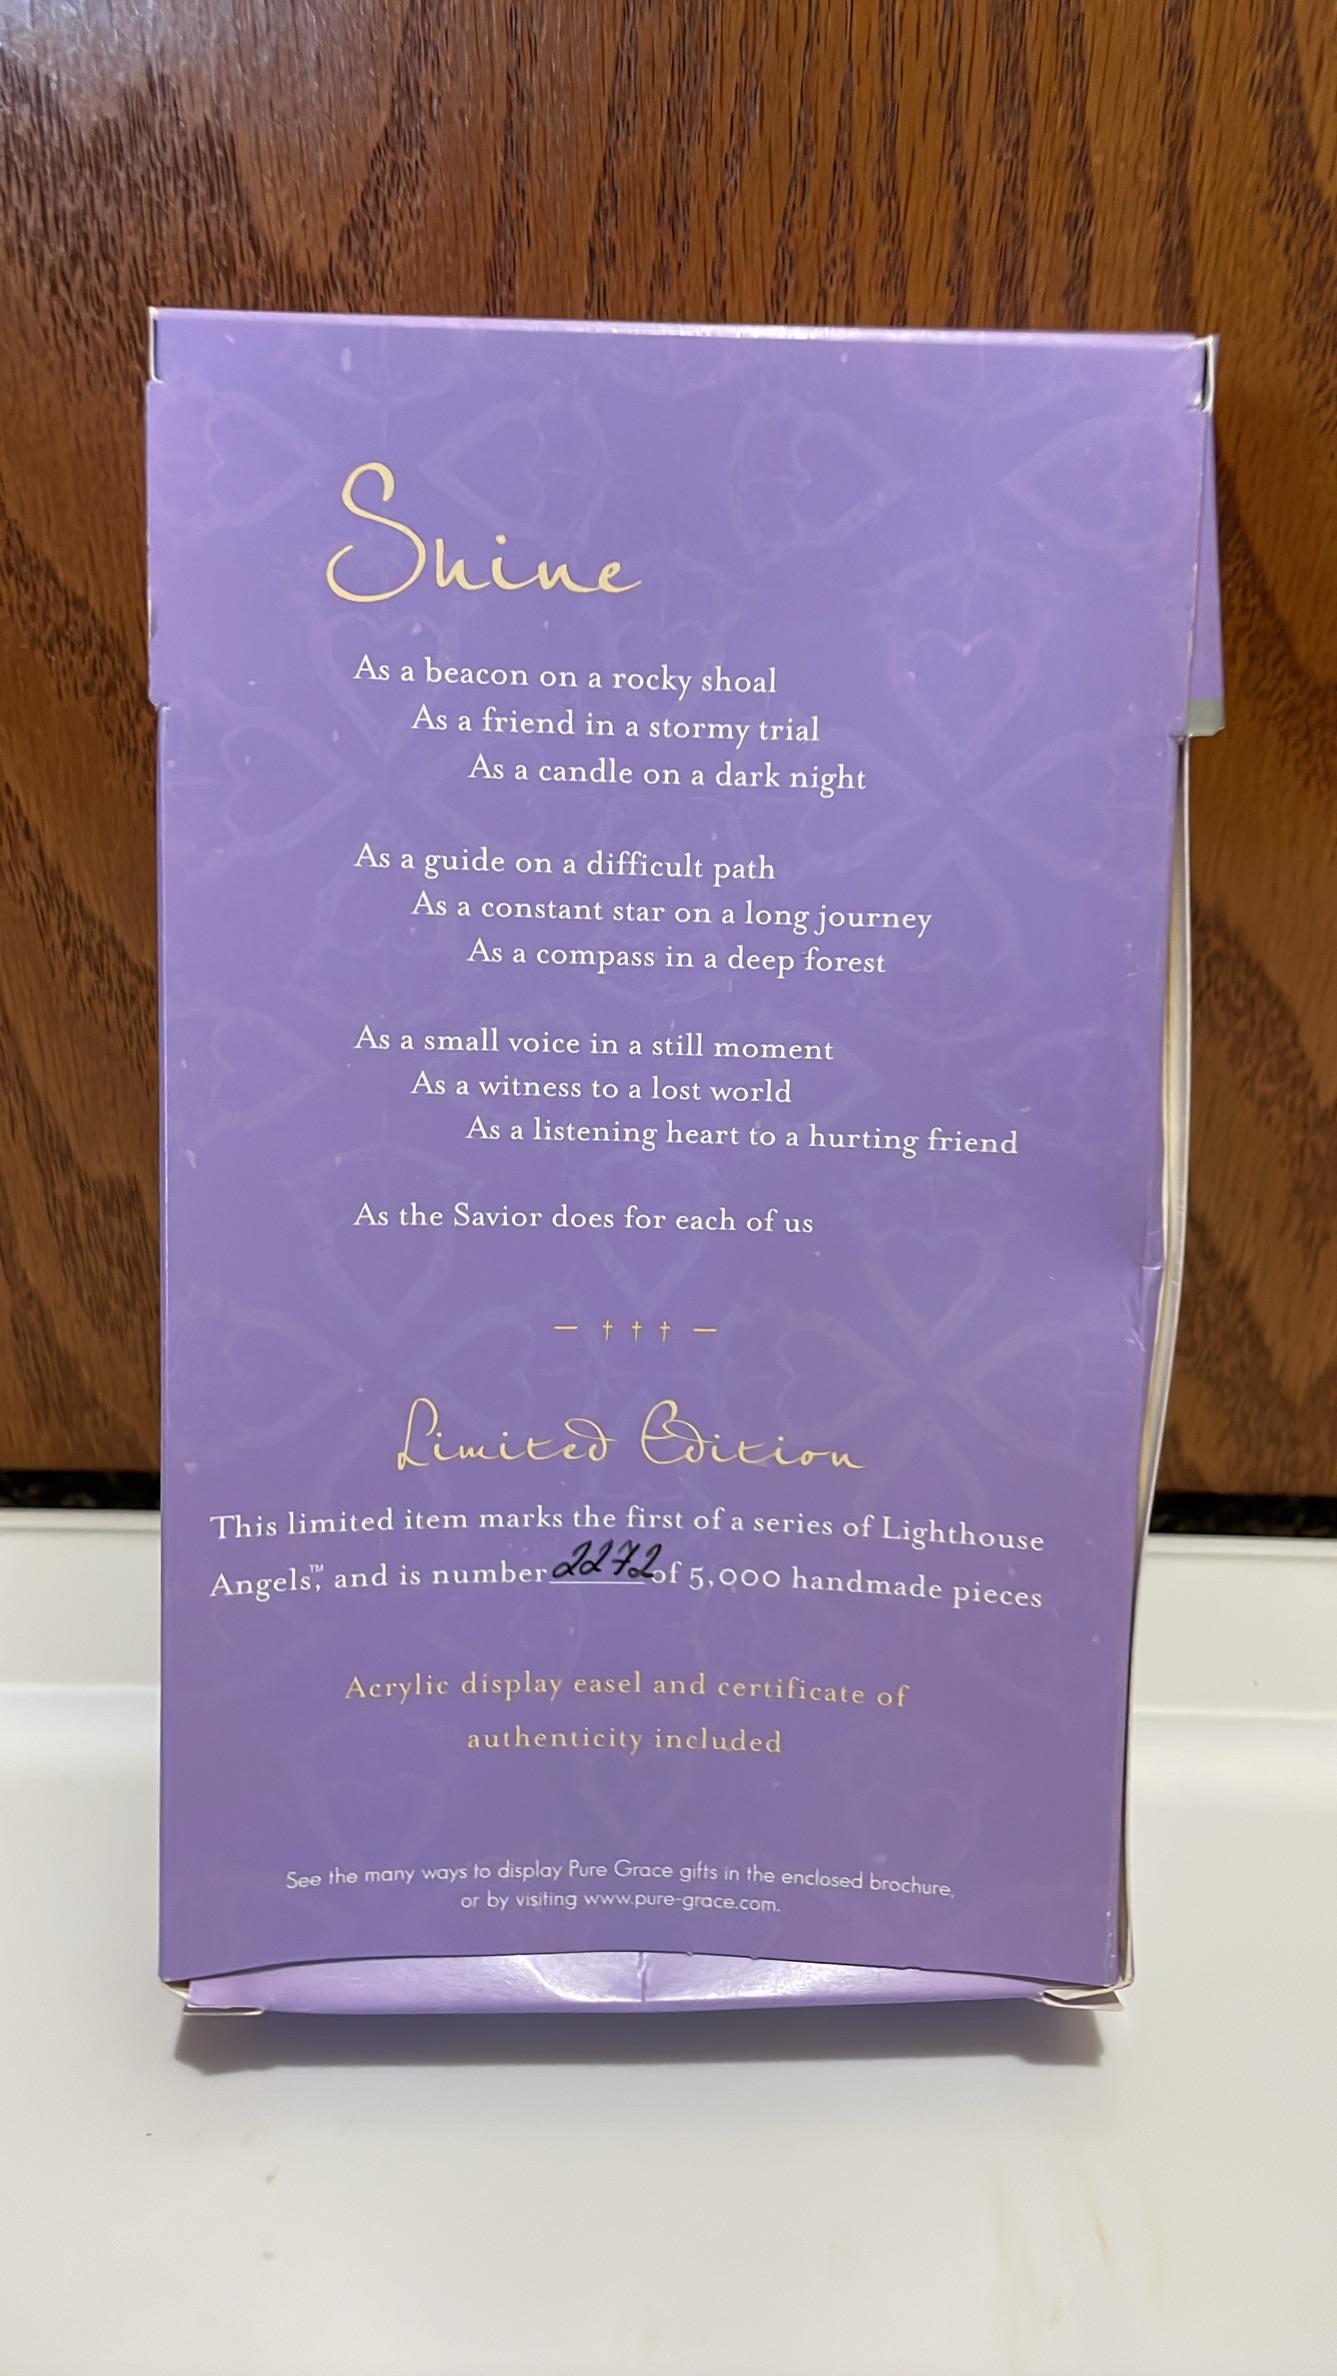 Shine
As a beacon on a rocky shoal
As a friend in a stormy trial
As a candle on a dark night
As a guide on a difficult path
As a constant star on a long journey
As a compass in a deep forest
As a small voice in a still moment
As a witness to a lost world
As a listening heart to a hurting friend
As the Savior does for each of us
— † † † —
Limited Edition
This limited item marks the first of a series of Lighthouse
Angels™, and is number 2272 of 5,000 handmade pieces
Acrylic display easel and certificate of
authenticity included
See the many ways to display Pure Grace gifts in the enclosed brochure,
or by visiting www.pure-grace.com.